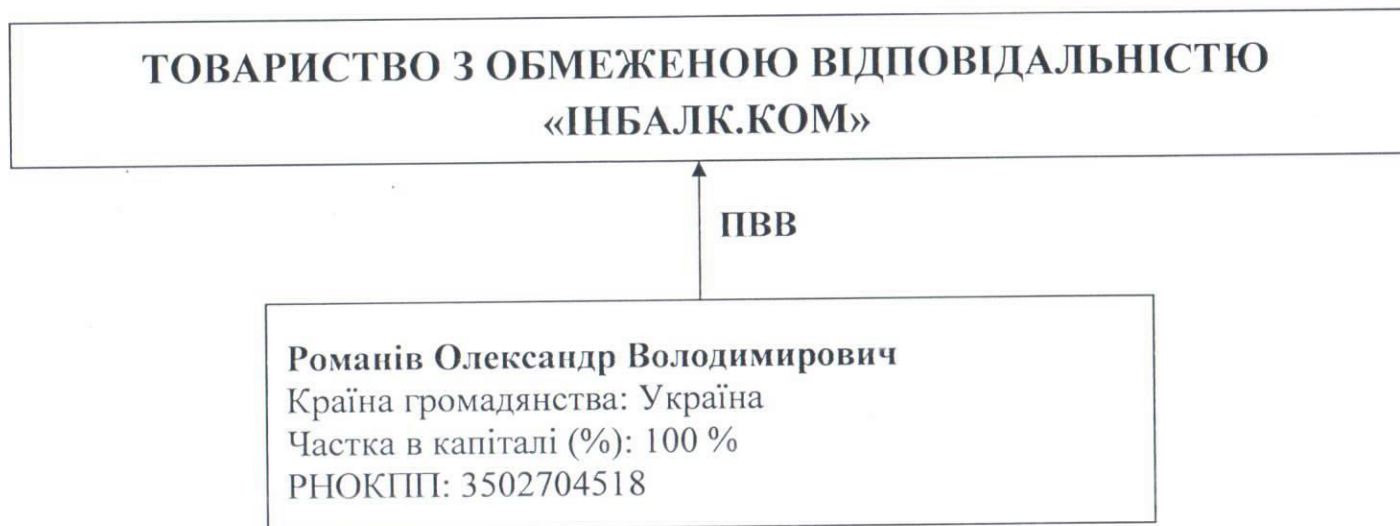 ТОВАРИСТВО З ОБМЕЖЕНОЮ ВІДПОВІДАЛЬНІСТЮ
«ІНБАЛК.КОМ»
ПВВ
Романів Олександр Володимирович
Країна громадянства: Україна
Частка в капіталі (%): 100 %
РНОКПП: 3502704518